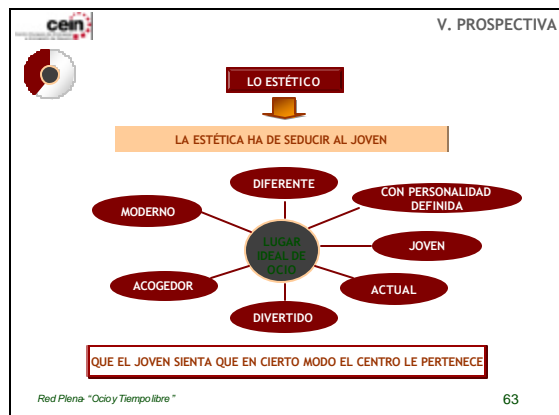 cein
V. PROSPECTIVA
LO ESTÉTICO
LA ESTÉTICA HA DE SEDUCIR AL JOVEN
DIFERENTE
CON PERSONALIDAD
DEFINIDA
MODERNO
LUGAR
IDEAL DE
OCIO
JOVEN
ACOGEDOR
ACTUAL
DIVERTIDO
QUE EL JOVEN SIENTA QUE EN CIERTO MODO EL CENTRO LE PERTENECE
Red Plena- "Ocio y Tiempo libre"
63